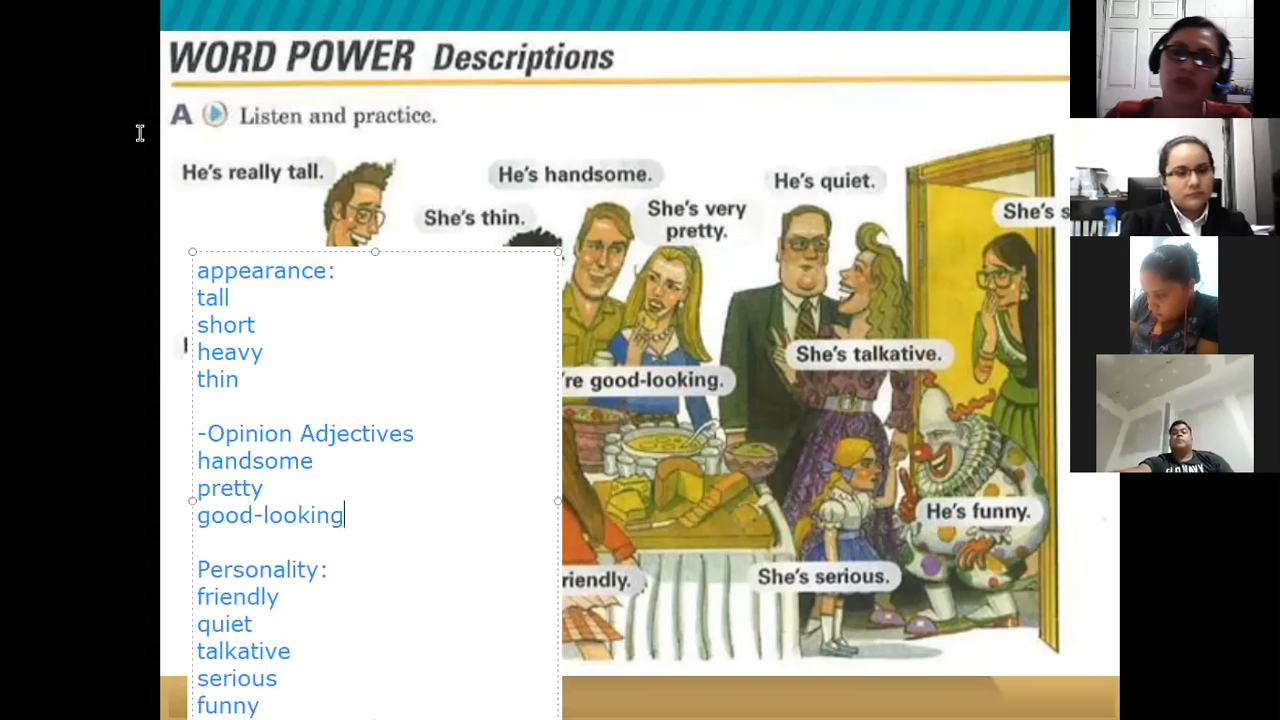 WORD POWER Descriptions
A Listen and practice.
He's really tall.
He's handsome.
He's quiet.
She's thin.
She's very
pretty.
She's s
appearance:
tall
short
heavy
thin
-Opinion Adjectives
handsome
pretty
good-looking
Personality:
friendly
quiet
talkative
serious
funny
She's talkative.
're good-looking.
He's funny.
riendly.
She's serious.